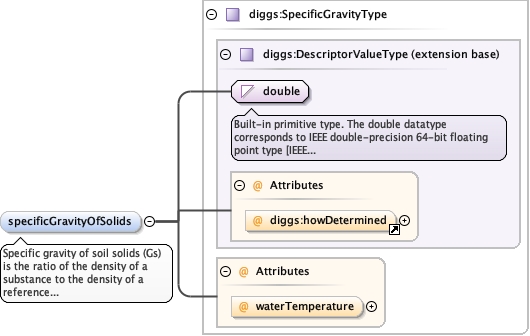 diggs:SpecificGravityType
diggs:DescriptorValueType (extension base)
double
Built-in primitive type. The double datatype
corresponds to IEEE double-precision 64-bit floating
point type [IEEE...
@ Attributes
@ diggs:howDetermined
specificGravityOfSolids
Specific gravity of soil solids (Gs)
is the ratio of the density of a
substance to the density of a
reference...
@ Attributes
@ waterTemperature